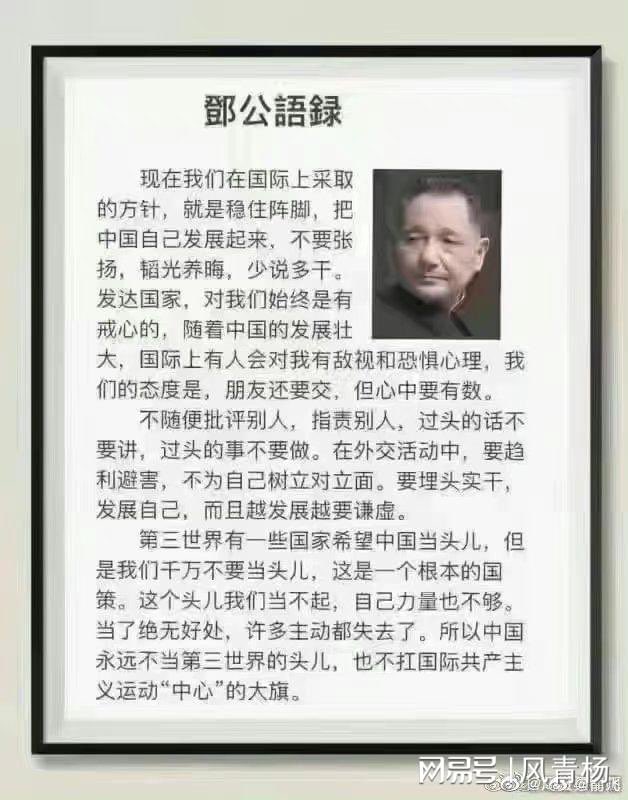 鄧公語録
现在我们在国际上采取
的方针，就是稳住阵脚，把
中国自己发展起来，不要张
扬，韬光养晦，少说多干。
发达国家，对我们始终是有
戒心的，随着中国的发展壮
大，国际上有人会对我有敌视和恐惧心理，我
们的态度是，朋友还要交，但心中要有数。
不随便批评别人，指责别人，过头的话不
要讲，过头的事不要做。在外交活动中，要趋
利避害，不为自己树立对立面。要埋头实干，
发展自己，而且越发展越要谦虚。
第三世界有一些国家希望中国当头儿，但
是我们千万不要当头儿，这是一个根本的国
策。这个头儿我们当不起，自己力量也不够。
当了绝无好处，许多主动都失去了。所以中国
永远不当第三世界的头儿，也不扛国际共产主
义运动“中心”的大旗。
网易号|风青杨